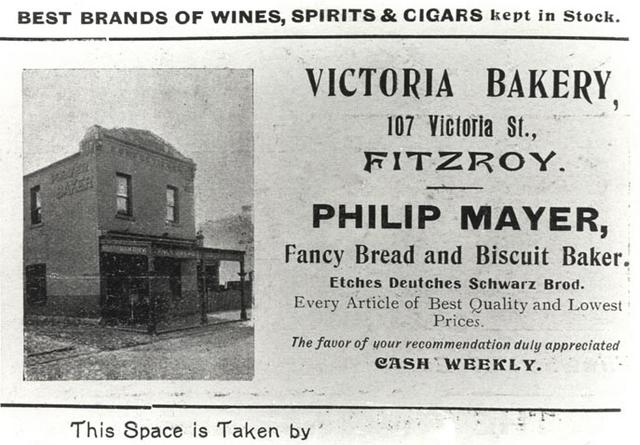 BEST BRANDS OF WINES, SPIRITS & CIGARS kept in Stock.
VICTORIA BAKERY,
107 Victoria St.,
FITZROY.
PHILIP MAYER,
Fancy Bread and Biscuit Baker.
Etches Deutches Schwarz Brod.
Every Article of Best Quality and Lowest
Prices.
The favor of your recommendation duly appreciated
CASH WEEKLY.
BAKER
This Space is Taken by